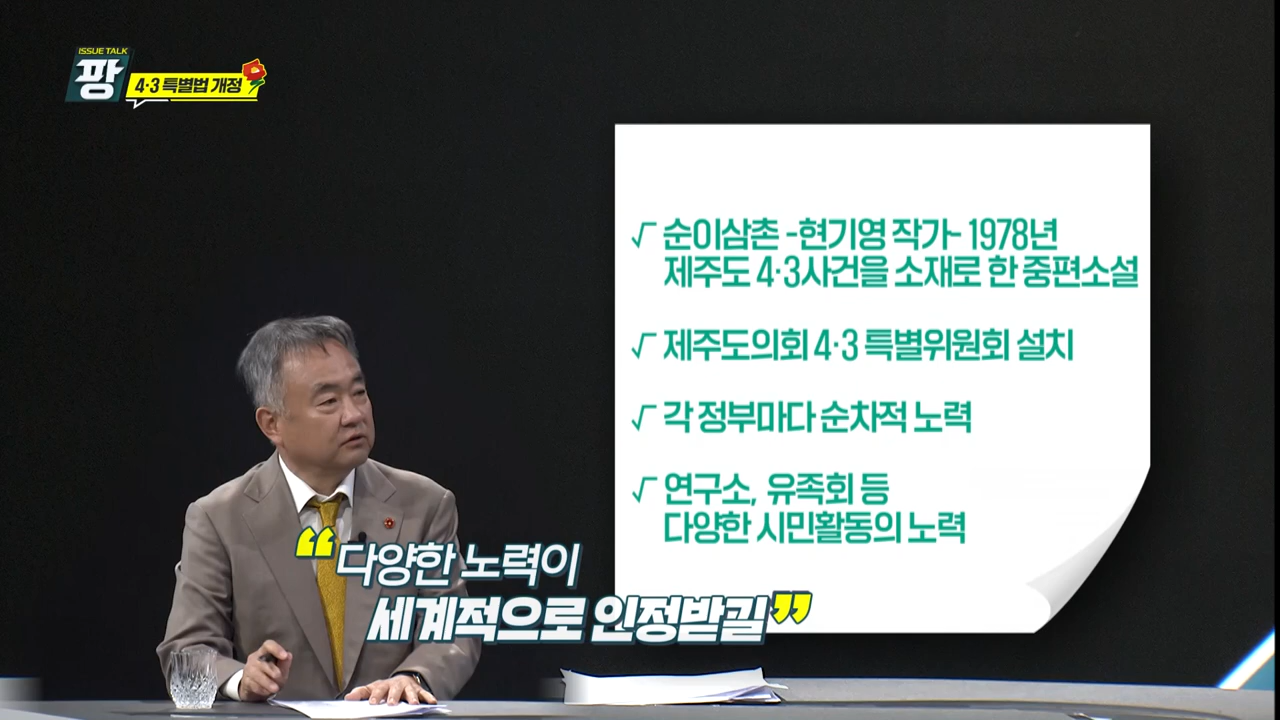 ISSUE TALK
팡
4·3 특별법 개정
√ 순이삼촌 -현기영 작가- 1978년
제주도 4·3사건을 소재로 한 중편소설
√ 제주도의회 4·3 특별위원회 설치
√ 각 정부마다 순차적 노력
√ 연구소, 유족회 등
다양한 시민활동의 노력
“다양한 노력이
세계적으로 인정받길”